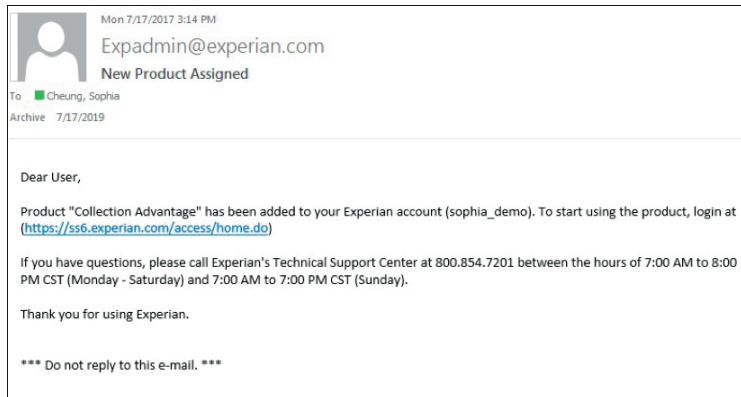 Mon 7/17/2017 3:14 PM
Expadmin@experian.com
New Product Assigned
To Cheung, Sophia
Archive 7/17/2019
Dear User,
Product "Collection Advantage" has been added to your Experian account (sophia_demo). To start using the product, login at
(https://ss6.experian.com/access/home.do)
If you have questions, please call Experian's Technical Support Center at 800.854.7201 between the hours of 7:00 AM to 8:00
PM CST (Monday - Saturday) and 7:00 AM to 7:00 PM CST (Sunday).
Thank you for using Experian.
*** Do not reply to this e-mail. ***